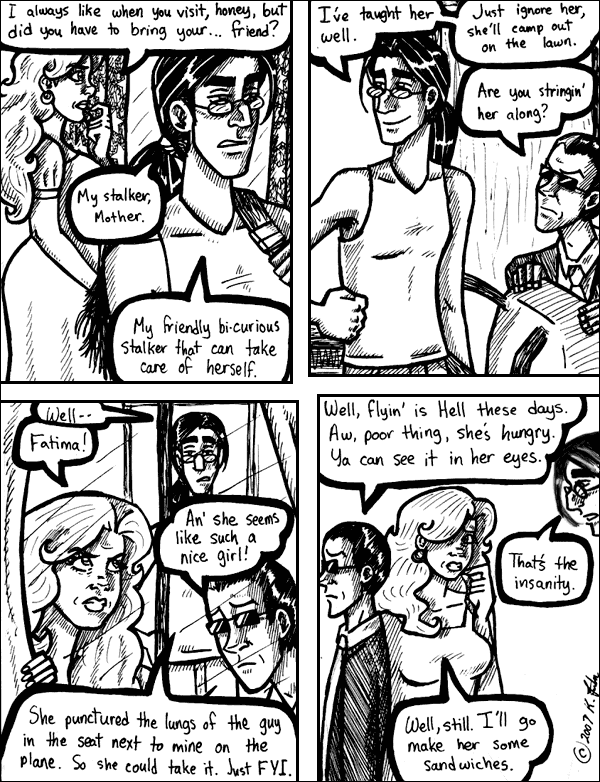 I always like when you visit, honey, but
did you have to bring your... friend?
My stalker,
Mother.
My friendly bi-curious
stalker that can take
care of herself.
I've taught her
well.
Just ignore her,
she'll camp out
on the lawn.
Are you stringin'
her along?
Well--
Fatima!
An' she seems
like such a
nice girl!
She punctured the lungs of the guy
in the seat next to mine on the
plane. So she could take it. Just FYI.
Well, flyin' is Hell these days.
Aw, poor thing, she's hungry.
Ya can see it in her eyes.
That's the
insanity.
Well, still. I'll go
make her some
sandwiches.
© 2007 K.